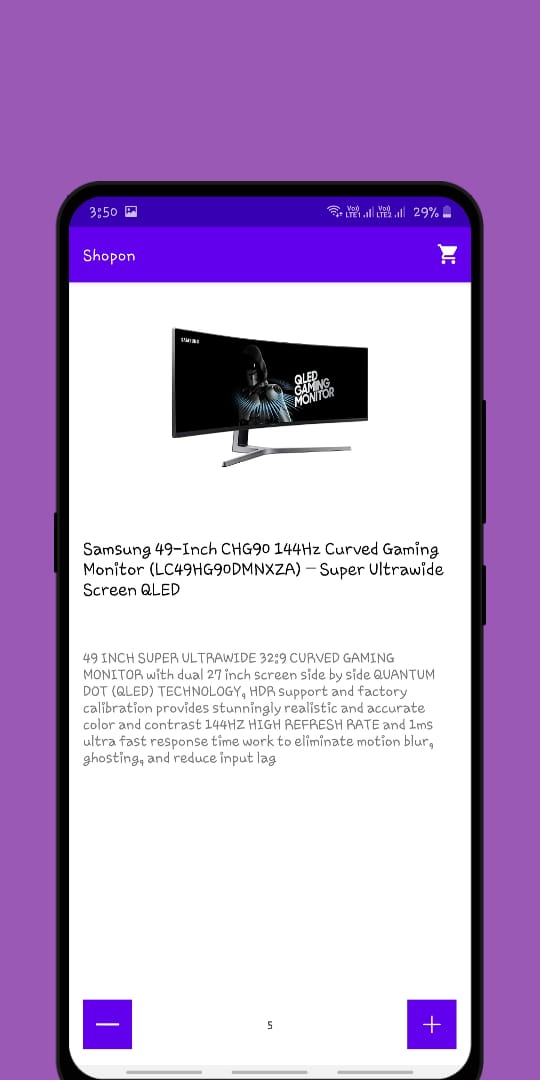 3:50 Vo) LTE1 Vo) LTE2 29%
Shopon
SAMSUNG
QLED
GAMING
MONITOR
Samsung 49-Inch CHG90 144Hz Curved Gaming
Monitor (LC49HG90DMNXZA) – Super Ultrawide
Screen QLED
49 INCH SUPER ULTRAWIDE 32:9 CURVED GAMING
MONITOR with dual 27 inch screen side by side QUANTUM
DOT (QLED) TECHNOLOGY, HDR support and factory
calibration provides stunningly realistic and accurate
color and contrast 144HZ HIGH REFRESH RATE and 1ms
ultra fast response time work to eliminate motion blur,
ghosting, and reduce input lag
5